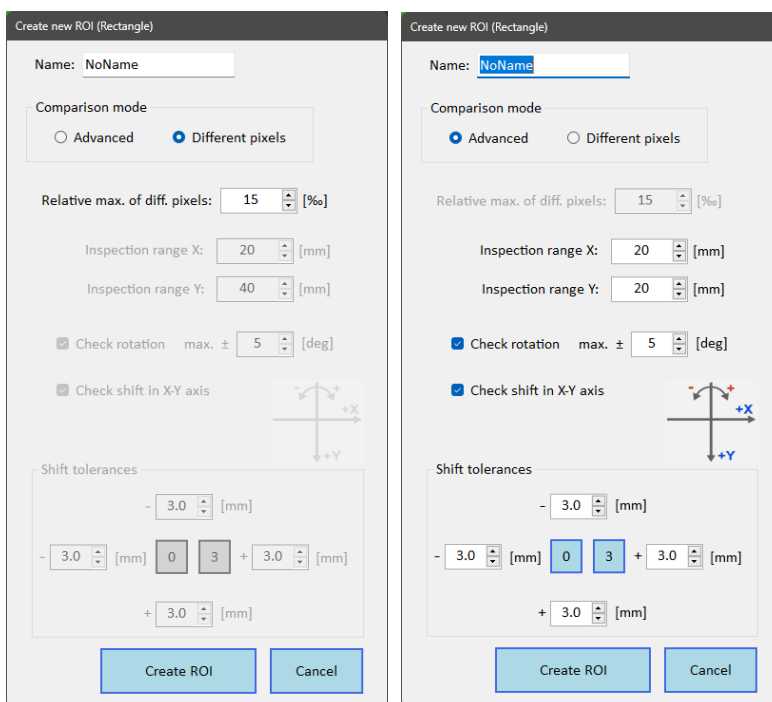 Create new ROI (Rectangle)
Name: NoName
Comparison mode
Advanced Different pixels
Relative max. of diff. pixels: 15 [‰]
Inspection range X: 20 [mm]
Inspection range Y: 40 [mm]
Check rotation max. ± 5 [deg]
Check shift in X-Y axis
- +
+X
+Y
Shift tolerances
- 3.0 [mm]
- 3.0 [mm] 0 3 + 3.0 [mm]
+ 3.0 [mm]
Create ROI Cancel
Create new ROI (Rectangle)
Name: NoName
Comparison mode
Advanced Different pixels
Relative max. of diff. pixels: 15 [‰]
Inspection range X: 20 [mm]
Inspection range Y: 20 [mm]
Check rotation max. ± 5 [deg]
Check shift in X-Y axis
- +
+X
+Y
Shift tolerances
- 3.0 [mm]
- 3.0 [mm] 0 3 + 3.0 [mm]
+ 3.0 [mm]
Create ROI Cancel